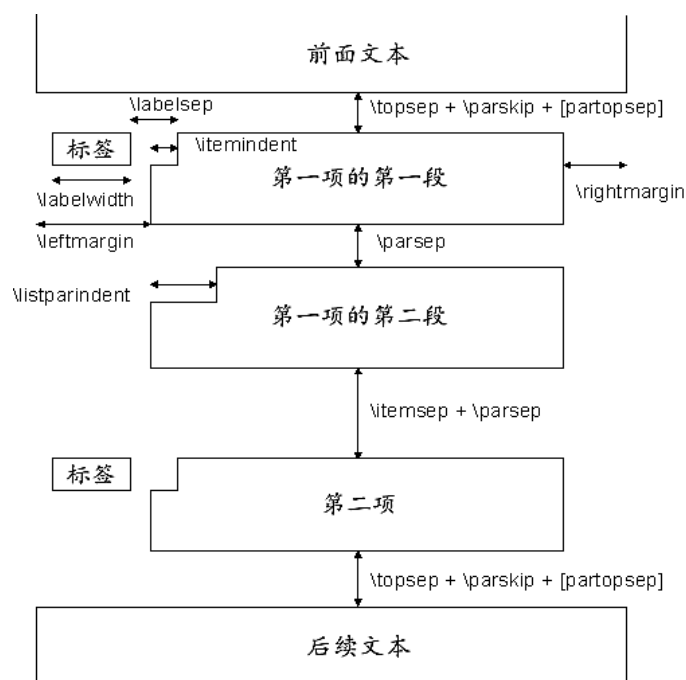 前面文本
\labelsep
\topsep + \parskip + [partopsep]
标签
\itemindent
第一项的第一段
\rightmargin
\labelwidth
\leftmargin
\parsep
\listparindent
第一项的第二段
\itemsep + \parsep
标签
第二项
\topsep + \parskip + [partopsep]
后续文本